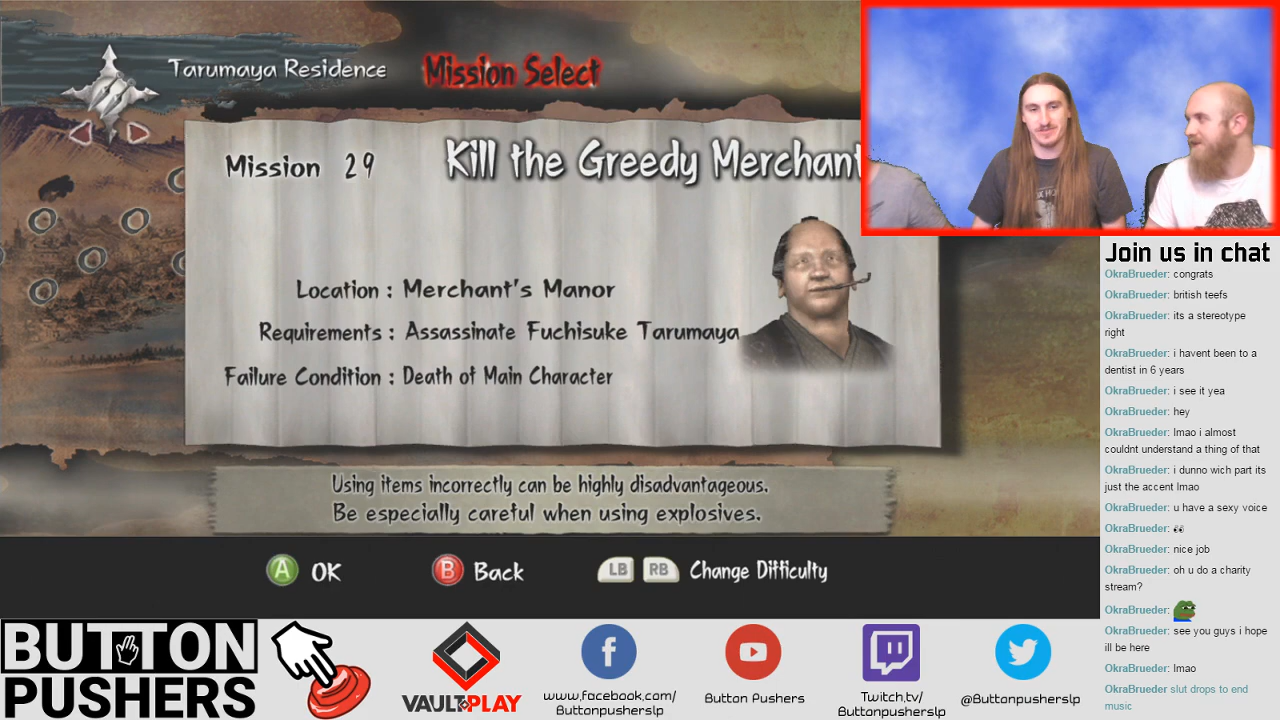 Tarumaya Residence
Mission Select
Mission 29
Kill the Greedy Merchant
Location : Merchant's Manor
Requirements : Assassinate Fuchisuke Tarumaya
Failure Condition : Death of Main Character
Using items incorrectly can be highly disadvantageous.
Be especially careful when using explosives.
A OK
B Back
LB RB Change Difficulty
Join us in chat
OkraBrueder: congrats
OkraBrueder: british teefs
OkraBrueder: its a stereotype
right
OkraBrueder: i havent been to a
dentist in 6 years
OkraBrueder: i see it yea
OkraBrueder: hey
OkraBrueder: lmao i almost
couldnt understand a thing of that
OkraBrueder: i dunno wich part its
just the accent lmao
OkraBrueder: u have a sexy voice
OkraBrueder: 👀
OkraBrueder: nice job
OkraBrueder: oh u do a charity
stream?
OkraBrueder:
OkraBrueder: see you guys i hope
ill be here
OkraBrueder: lmao
OkraBrueder slut drops to end
music
BUTTON
PUSHERS
VAULTPLAY
www.facebook.com/
Buttonpusherslp
Button Pushers
Twitch.tv/
Buttonpusherslp
@Buttonpusherslp